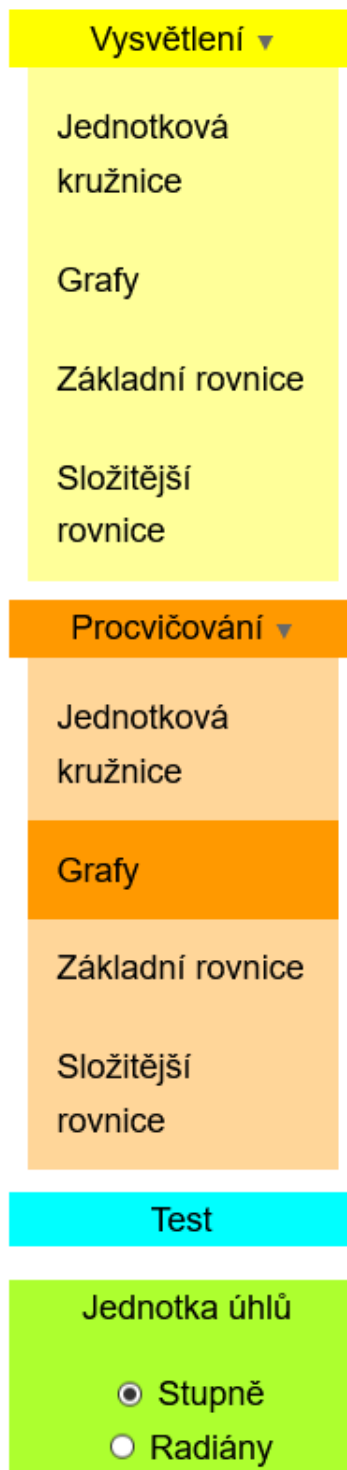 Vysvětlení ▼
Jednotková
kružnice
Grafy
Základní rovnice
Složitější
rovnice
Procvičování ▼
Jednotková
kružnice
Grafy
Základní rovnice
Složitější
rovnice
Test
Jednotka úhlů
Stupně
Radiány